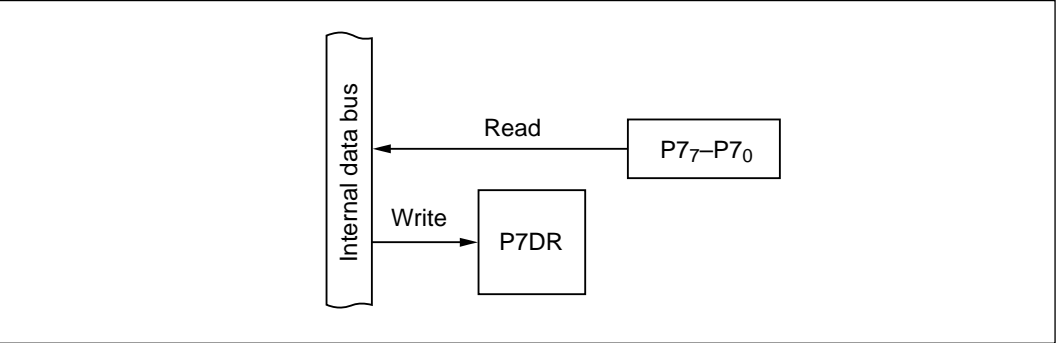 Internal data bus
Read
P7₇–P7₀
Write
P7DR